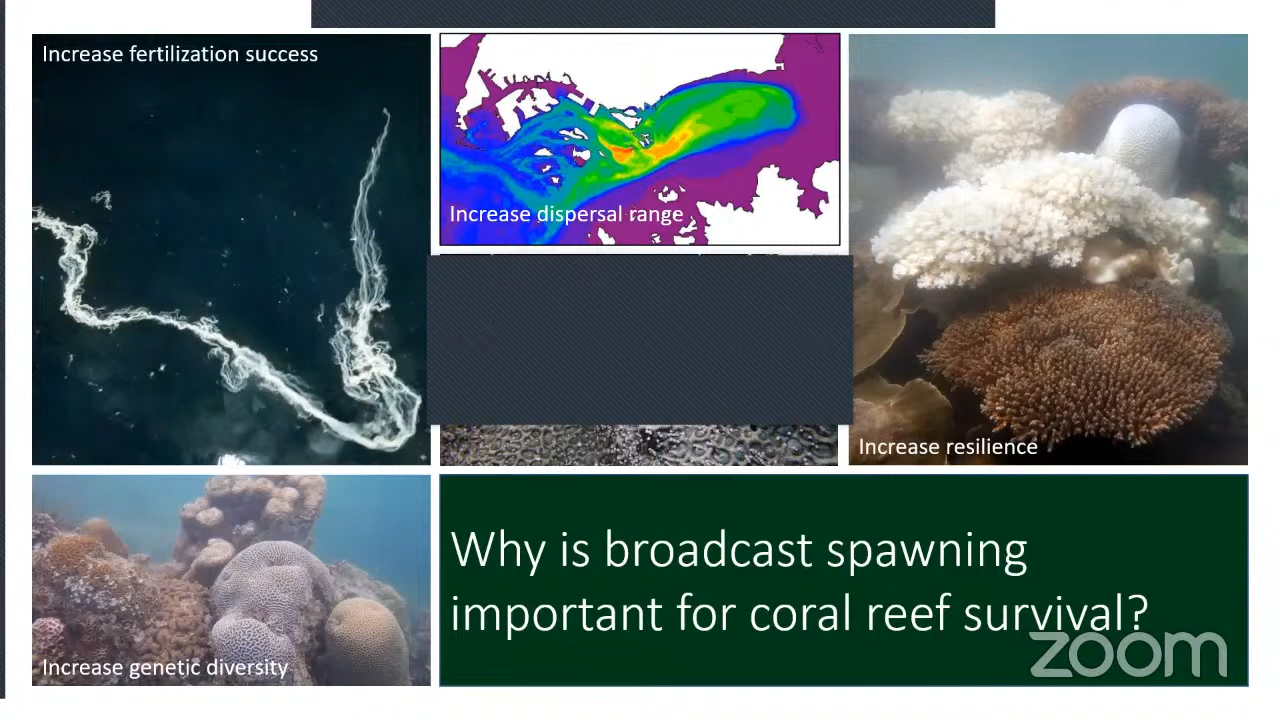 Increase fertilization success
Increase dispersal range
Increase resilience
Increase genetic diversity
Why is broadcast spawning
important for coral reef survival?
zoom